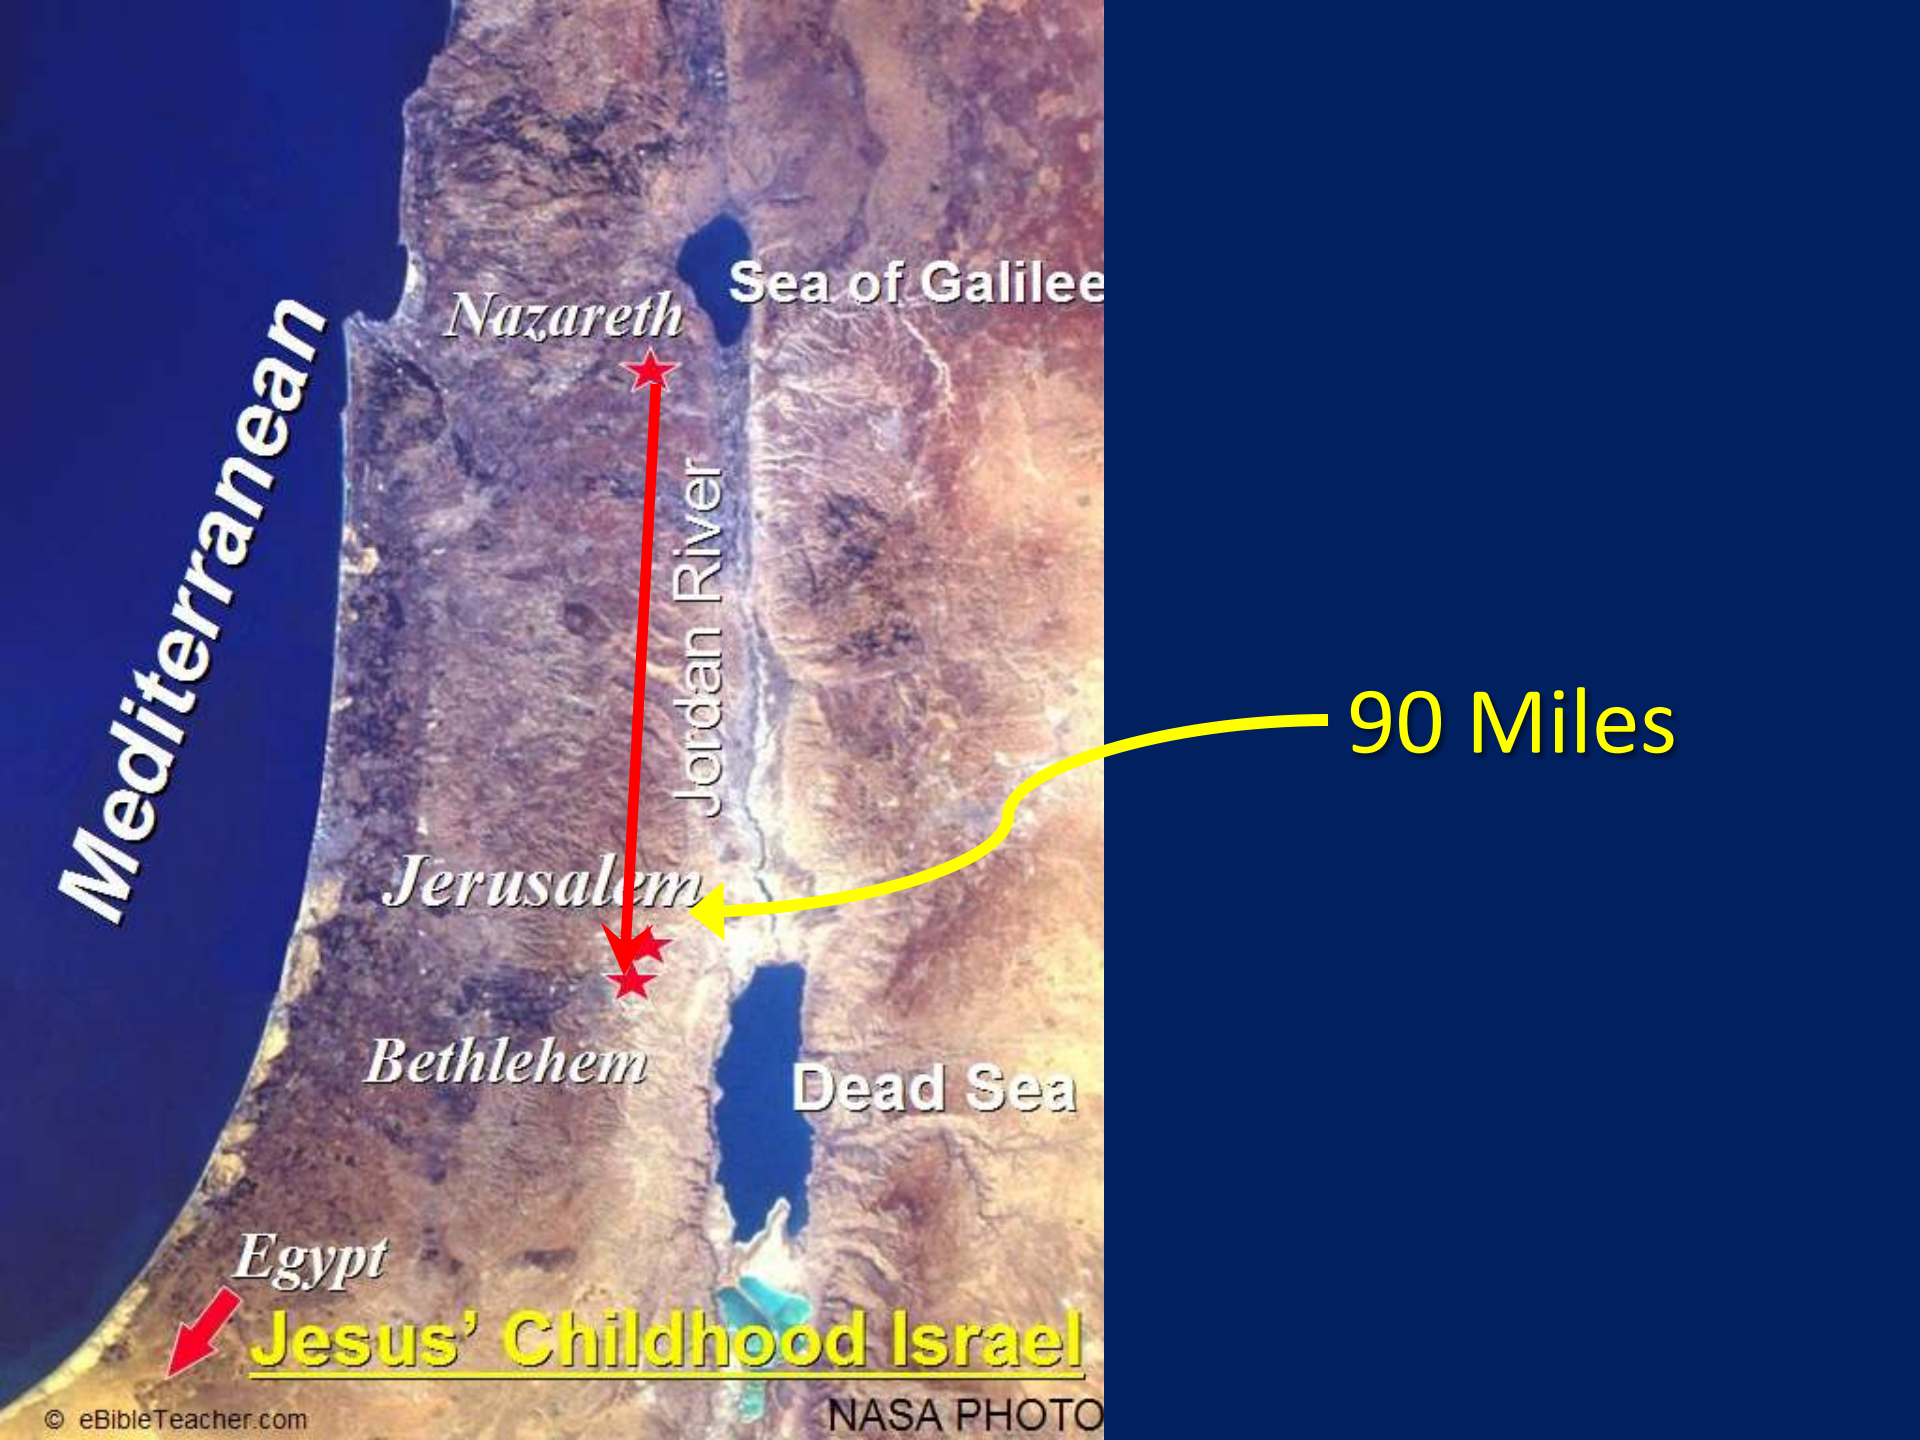 Sea of Galilee
Nazareth
Mediterranean
Jordan River
90 Miles
Jerusalem
Bethlehem
Dead Sea
Egypt
Jesus’ Childhood Israel
© eBibleTeacher.com
NASA PHOTO